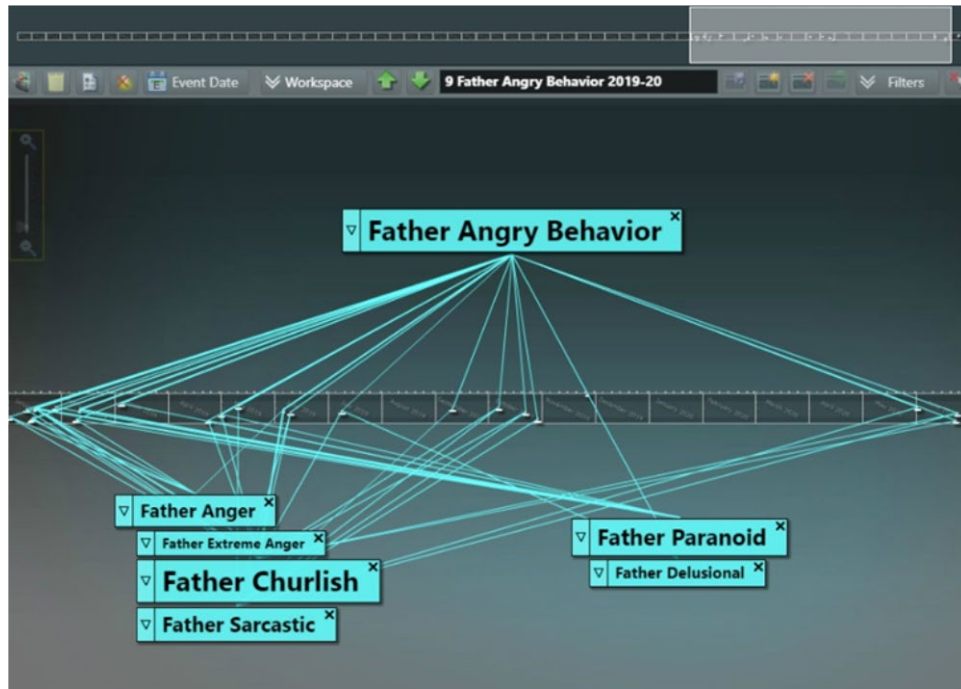 Event Date
Workspace
9 Father Angry Behavior 2019-20
Filters
Father Angry Behavior
Father Anger
Father Extreme Anger
Father Churlish
Father Sarcastic
Father Paranoid
Father Delusional